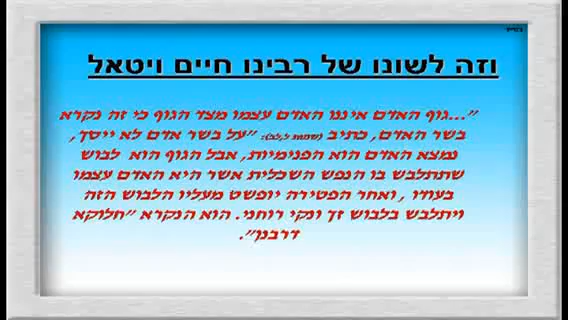 בס״ד
וזה לשונו של רבינו חיים ויטאל
"...גוף האדם איננו האדם עצמו מצד הגוף כי זה נקרא
בשר האדם, כתיב (שמות ל,לב): "על בשר אדם לא ייסך,
נמצא האדם הוא הפנימיות, אבל הגוף הוא לבוש
שתתלבש בו הנפש השכלית אשר היא האדם עצמו
בעודו , ואחר הפטירה יופשט מעליו הלבוש הזה
ויתלבש בלבוש זך ונקי רוחני. הוא הנקרא "חלוקא
דרבנן".